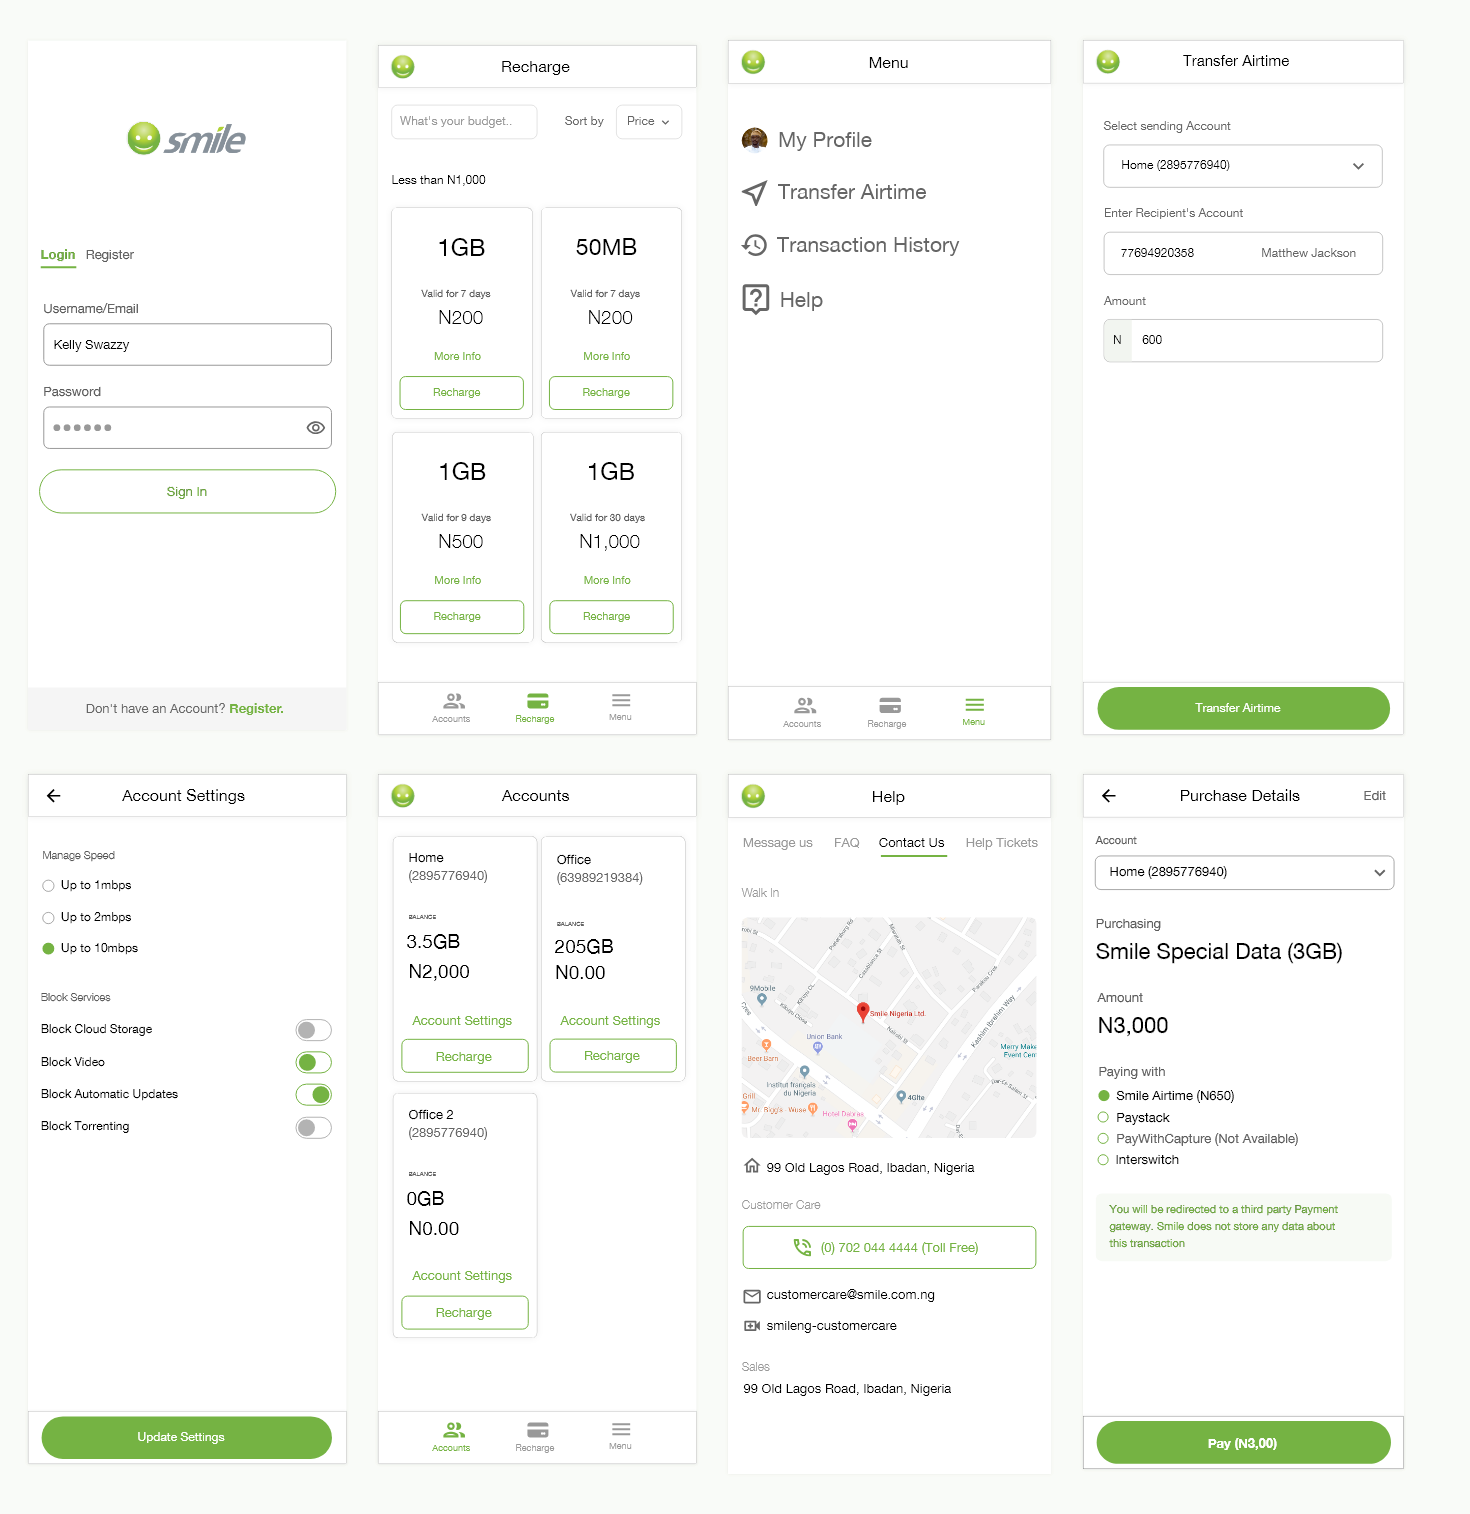 smile
Login Register
Username/Email
Kelly Swazzy
Password
Sign In
Don't have an Account? Register.
Recharge
What's your budget.. Sort by Price
Less than N1,000
1GB
Valid for 7 days
N200
More Info
Recharge
50MB
Valid for 7 days
N200
More Info
Recharge
1GB
Valid for 9 days
N500
More Info
Recharge
1GB
Valid for 30 days
N1,000
More Info
Recharge
Accounts Recharge Menu
Menu
My Profile
Transfer Airtime
Transaction History
Help
Accounts Recharge Menu
Transfer Airtime
Select sending Account
Home (2895776940)
Enter Recipient's Account
77694920358 Matthew Jackson
Amount
N 600
Transfer Airtime
Account Settings
Manage Speed
Up to 1mbps
Up to 2mbps
Up to 10mbps
Block Services
Block Cloud Storage
Block Video
Block Automatic Updates
Block Torrenting
Update Settings
Accounts
Home
(2895776940)
BALANCE
3.5GB
N2,000
Account Settings
Recharge
Office
(63989219384)
BALANCE
205GB
N0.00
Account Settings
Recharge
Office 2
(2895776940)
BALANCE
0GB
N0.00
Account Settings
Recharge
Accounts Recharge Menu
Help
Message us FAQ Contact Us Help Tickets
Walk In
9Mobile
Smile Nigeria Ltd.
Union Bank
Kashim Ibrahim Way
Merry Make
Event Cen
Beer Barn
Institut français
du Nigeria
4Gite
Grill
Mr. Bigg's - Wuse
Hotel Dabras
99 Old Lagos Road, Ibadan, Nigeria
Customer Care
(0) 702 044 4444 (Toll Free)
customercare@smile.com.ng
smileng-customercare
Sales
99 Old Lagos Road, Ibadan, Nigeria
Purchase Details Edit
Account
Home (2895776940)
Purchasing
Smile Special Data (3GB)
Amount
N3,000
Paying with
Smile Airtime (N650)
Paystack
PayWithCapture (Not Available)
Interswitch
You will be redirected to a third party Payment
gateway. Smile does not store any data about
this transaction
Pay (N3,00)